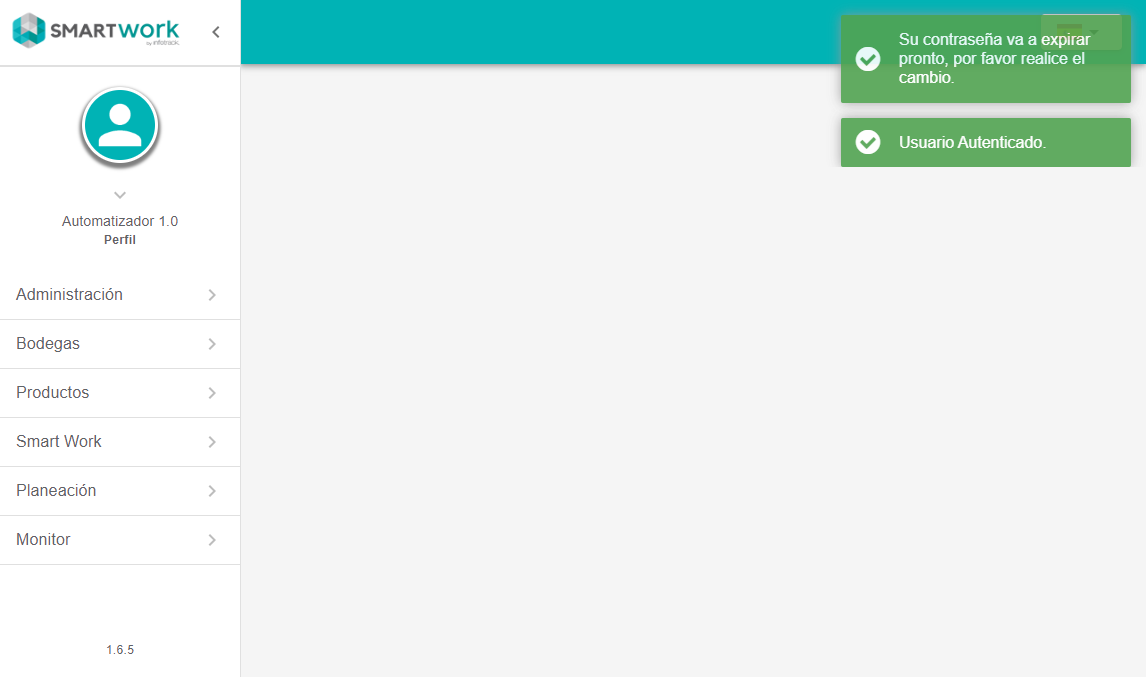 SMARTwork
by infotrack.
Su contraseña va a expirar
pronto, por favor realice el
cambio.
Usuario Autenticado.
Automatizador 1.0
Perfil
Administración
Bodegas
Productos
Smart Work
Planeación
Monitor
1.6.5